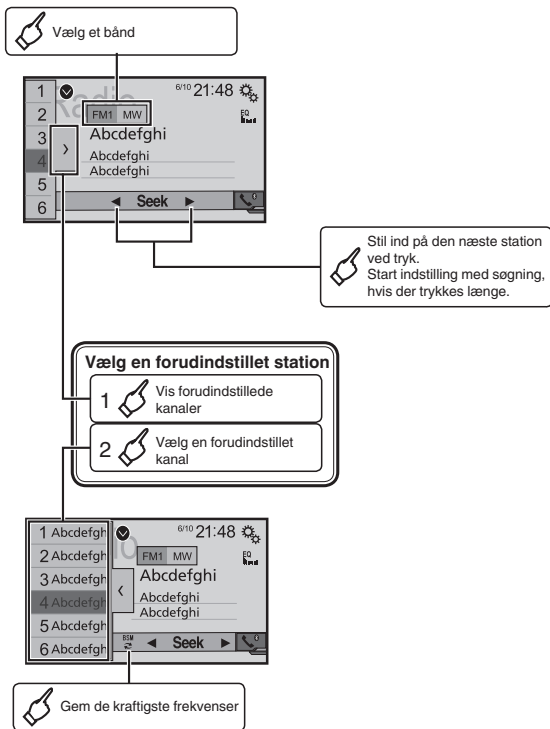 Vælg et bånd
Radio
6/10 21:48
1
2
3
4
5
6
FM1 MW
EQ
Abcdefghi
Abcdefghi
Abcdefghi
◄ Seek ►
Stil ind på den næste station
ved tryk.
Start indstilling med søgning,
hvis der trykkes længe.
Vælg en forudindstillet station
1 Vis forudindstillede
kanaler
2 Vælg en forudindstillet
kanal
6/10 21:48
1 Abcdefgh
2 Abcdefgh
3 Abcdefgh
4 Abcdefgh
5 Abcdefgh
6 Abcdefgh
FM1 MW
EQ
Abcdefghi
Abcdefghi
Abcdefghi
BSM
◄ Seek ►
Gem de kraftigste frekvenser